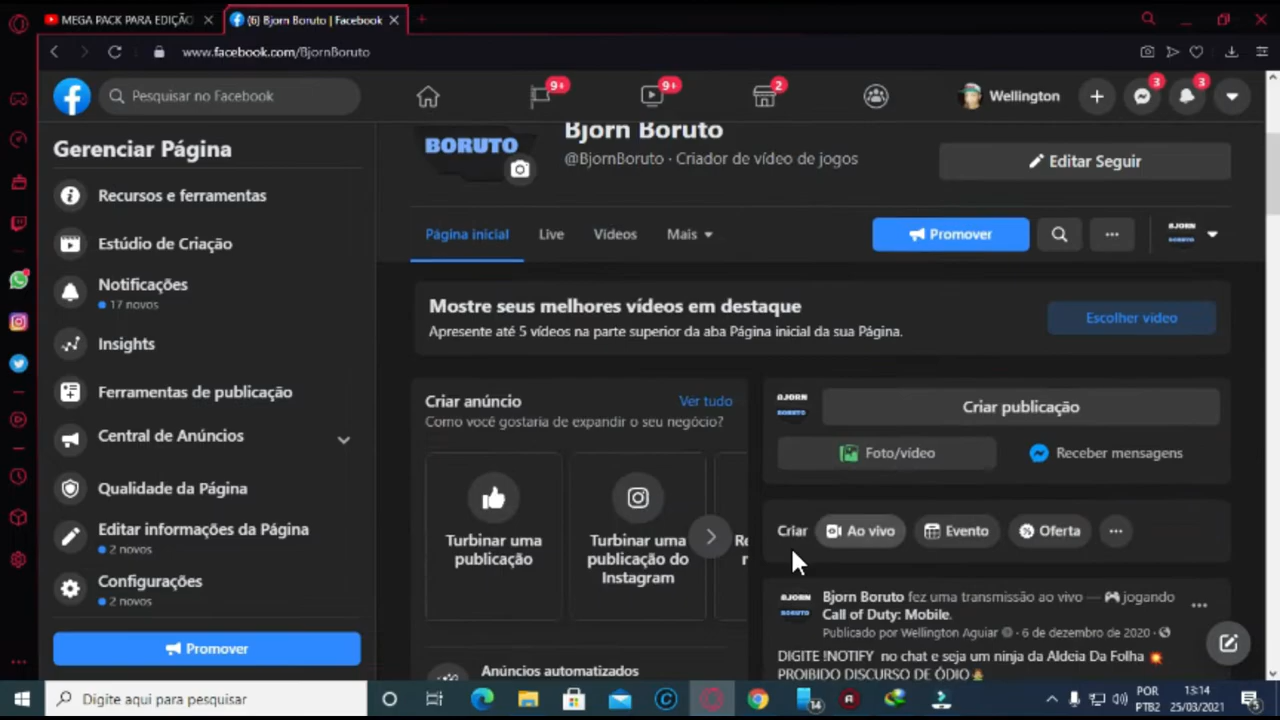 MEGA PACK PARA EDIÇÃO
(6) Bjorn Boruto | Facebook
www.facebook.com/BjornBoruto
Pesquisar no Facebook
9+
9+
2
Wellington
3
3
Gerenciar Página
Recursos e ferramentas
Estúdio de Criação
Notificações
17 novos
Insights
Ferramentas de publicação
Central de Anúncios
Qualidade da Página
Editar informações da Página
2 novos
Configurações
2 novos
Promover
BORUTO
Bjorn Boruto
@BjornBoruto · Criador de vídeo de jogos
Editar Seguir
Página inicial
Live
Vídeos
Mais
Promover
BJORN
BORUTO
Mostre seus melhores vídeos em destaque
Apresente até 5 vídeos na parte superior da aba Página inicial da sua Página.
Escolher vídeo
Criar anúncio
Ver tudo
Como você gostaria de expandir o seu negócio?
Turbinar uma
publicação
Turbinar uma
publicação do
Instagram
Anúncios automatizados
BJORN
BORUTO
Criar publicação
Foto/vídeo
Receber mensagens
Criar
Ao vivo
Evento
Oferta
BJORN
BORUTO
Bjorn Boruto fez uma transmissão ao vivo — 🎮 jogando
Call of Duty: Mobile.
Publicado por Wellington Aguiar · 6 de dezembro de 2020 ·
DIGITE !NOTIFY no chat e seja um ninja da Aldeia Da Folha 💥
PROIBIDO DISCURSO DE ÓDIO
Digite aqui para pesquisar
14
POR
PTB2
13:14
25/03/2021
5